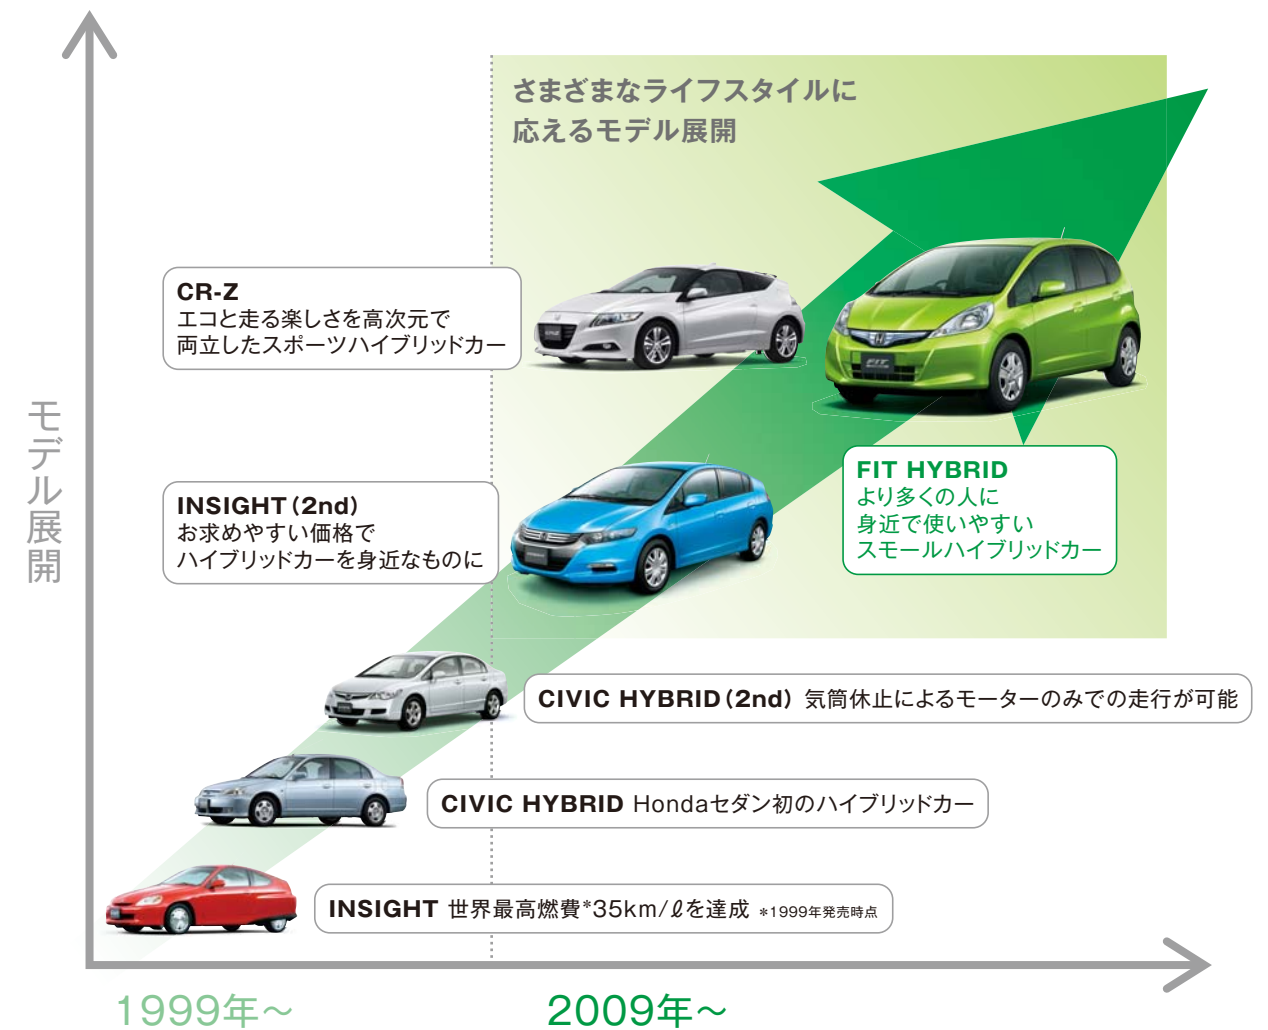 さまざまなライフスタイルに
応えるモデル展開
CR-Z
エコと走る楽しさを高次元で
両立したスポーツハイブリッドカー
モデル展開
INSIGHT(2nd)
お求めやすい価格で
ハイブリッドカーを身近なものに
FIT HYBRID
より多くの人に
身近で使いやすい
スモールハイブリッドカー
CIVIC HYBRID(2nd) 気筒休止によるモーターのみでの走行が可能
CIVIC HYBRID Hondaセダン初のハイブリッドカー
INSIGHT 世界最高燃費*35km/ℓを達成 *1999年発売時点
1999年〜
2009年〜